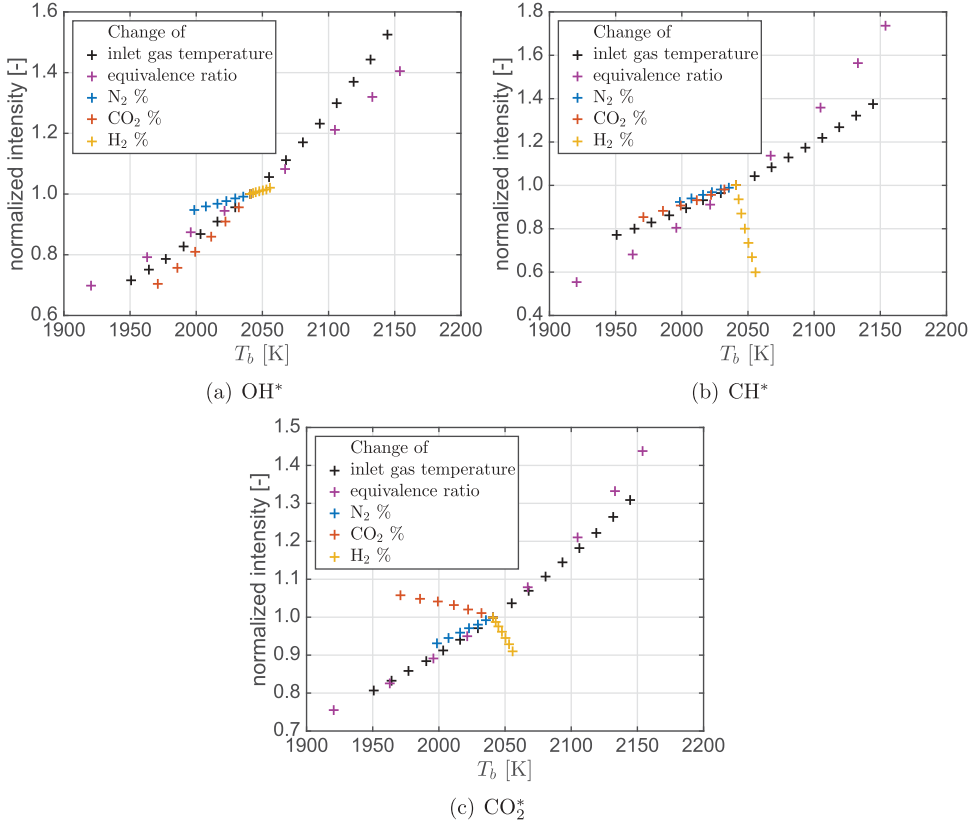 1.6
1.4
1.2
1.0
0.8
0.6
normalized intensity [-]
Change of
inlet gas temperature
equivalence ratio
N₂ %
CO₂ %
H₂ %
1900 1950 2000 2050 2100 2150 2200
T_b [K]
(a) OH*
1.8
1.6
1.4
1.2
1.0
0.8
0.6
0.4
normalized intensity [-]
Change of
inlet gas temperature
equivalence ratio
N₂ %
CO₂ %
H₂ %
1900 1950 2000 2050 2100 2150 2200
T_b [K]
(b) CH*
1.5
1.4
1.3
1.2
1.1
1.0
0.9
0.8
0.7
normalized intensity [-]
Change of
inlet gas temperature
equivalence ratio
N₂ %
CO₂ %
H₂ %
1900 1950 2000 2050 2100 2150 2200
T_b [K]
(c) CO₂*